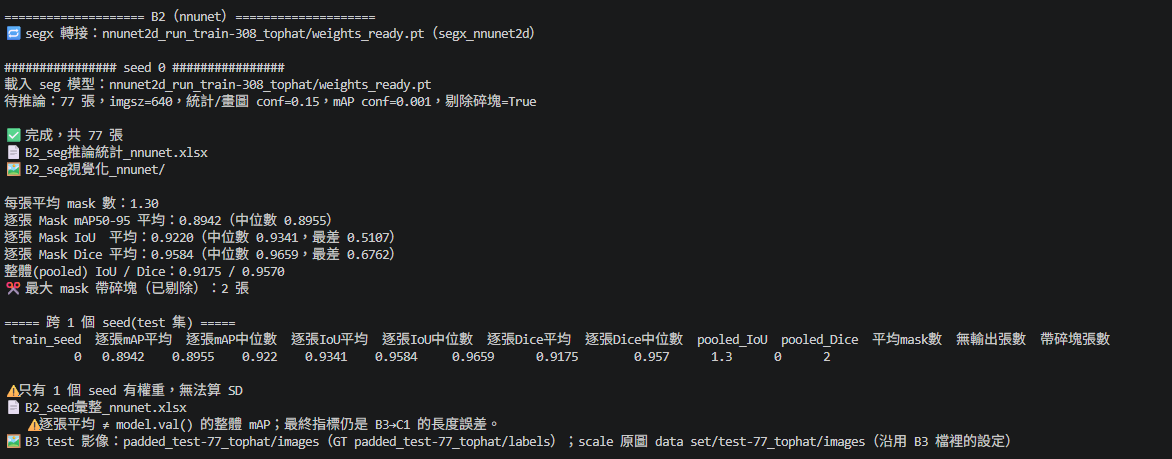 ==================== B2 (nnunet) ====================
🔁 segx 轉接：nnunet2d_run_train-308_tophat/weights_ready.pt（segx_nnunet2d）
################ seed 0 ################
載入 seg 模型：nnunet2d_run_train-308_tophat/weights_ready.pt
待推論：77 張，imgsz=640，統計/畫圖 conf=0.15，mAP conf=0.001，剔除碎塊=True
✅ 完成，共 77 張
📄 B2_seg推論統計_nnunet.xlsx
🖼️ B2_seg視覺化_nnunet/
每張平均 mask 數：1.30
逐張 Mask mAP50-95 平均：0.8942（中位數 0.8955）
逐張 Mask IoU  平均：0.9220（中位數 0.9341，最差 0.5107）
逐張 Mask Dice 平均：0.9584（中位數 0.9659，最差 0.6762）
整體(pooled) IoU / Dice：0.9175 / 0.9570
✂️ 最大 mask 帶碎塊（已剔除）：2 張
===== 跨 1 個 seed(test 集) =====
train_seed  逐張mAP平均  逐張mAP中位數  逐張IoU平均  逐張IoU中位數  逐張Dice平均  逐張Dice中位數  pooled_IoU  pooled_Dice  平均mask數  無輸出張數  帶碎塊張數
0  0.8942  0.8955  0.922  0.9341  0.9584  0.9659  0.9175  0.957  1.3  0  2
⚠️只有 1 個 seed 有權重，無法算 SD
📄 B2_seed彙整_nnunet.xlsx
⚠️逐張平均 ≠ model.val() 的整體 mAP；最終指標仍是 B3→C1 的長度誤差。
🖼️ B3 test 影像：padded_test-77_tophat/images（GT padded_test-77_tophat/labels）；scale 原圖 data set/test-77_tophat/images（沿用 B3 檔裡的設定）